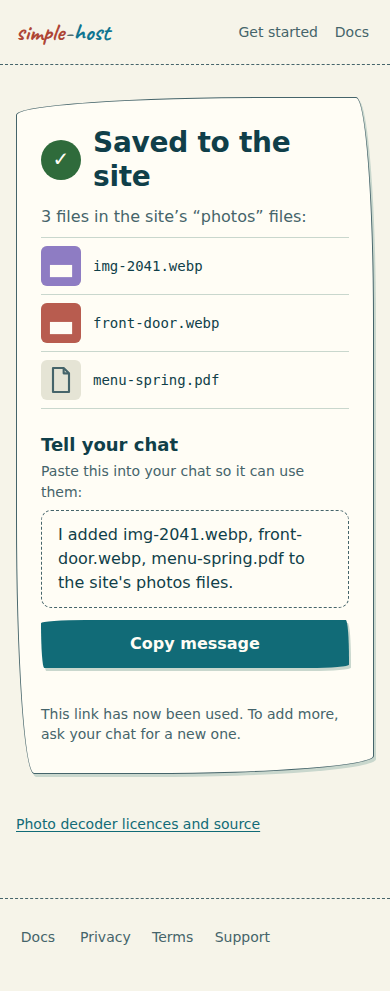 simple-host
Get started Docs
✓ Saved to the
site
3 files in the site’s “photos” files:
img-2041.webp
front-door.webp
menu-spring.pdf
Tell your chat
Paste this into your chat so it can use
them:
I added img-2041.webp, front-
door.webp, menu-spring.pdf to
the site's photos files.
Copy message
This link has now been used. To add more,
ask your chat for a new one.
Photo decoder licences and source
Docs Privacy Terms Support